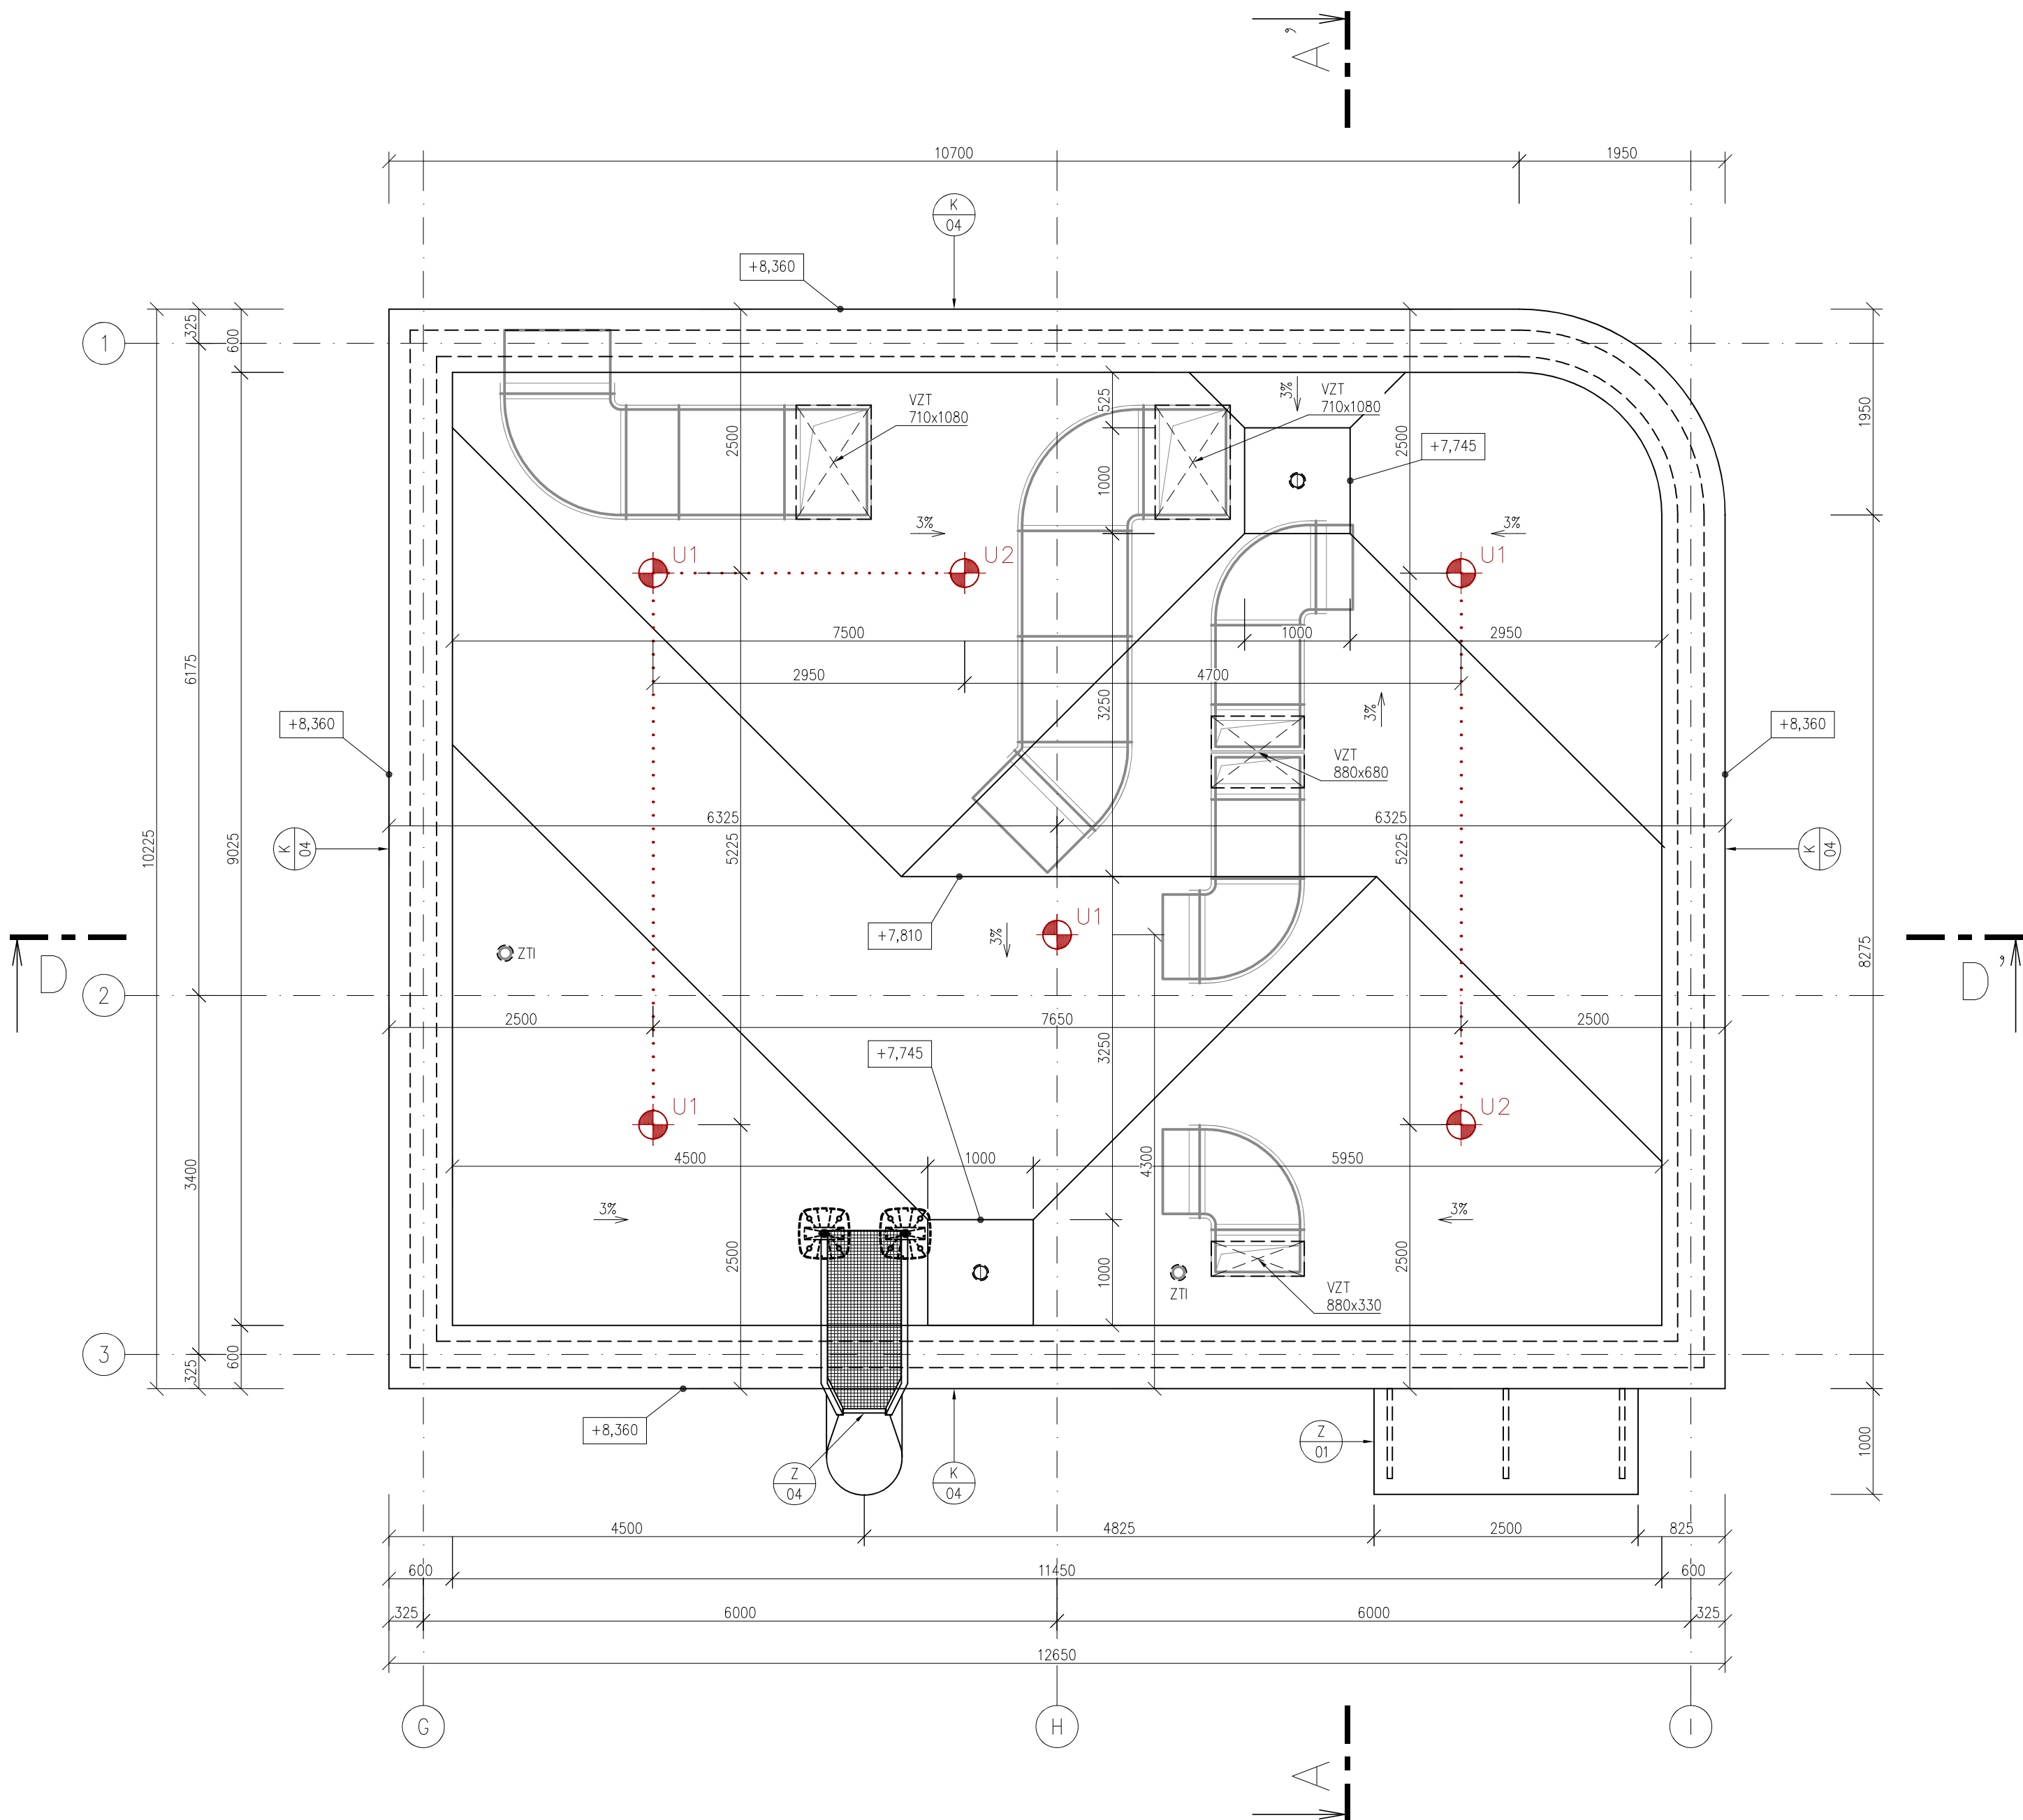 A'
10700
1950
K
04
+8,360
1
325
600
VZT
710x1080
3%
VZT
710x1080
525
2500
2500
1950
+7,745
1000
3%
3%
U1
U2
U1
7500
1000
2950
6175
2950
4700
3250
3%
+8,360
+8,360
VZT
880x680
6325
6325
10225
9025
5225
5225
K
04
K
04
U1
+7,810
3%
ZTI
D
D'
8275
2
2500
7650
2500
3250
+7,745
U1
U2
4500
1000
5950
3400
4300
3%
3%
2500
1000
2500
ZTI
VZT
880x330
3
600
325
+8,360
Z
01
1000
Z
04
K
04
4500
4825
2500
825
600
11450
600
325
6000
6000
325
12650
G
H
I
A